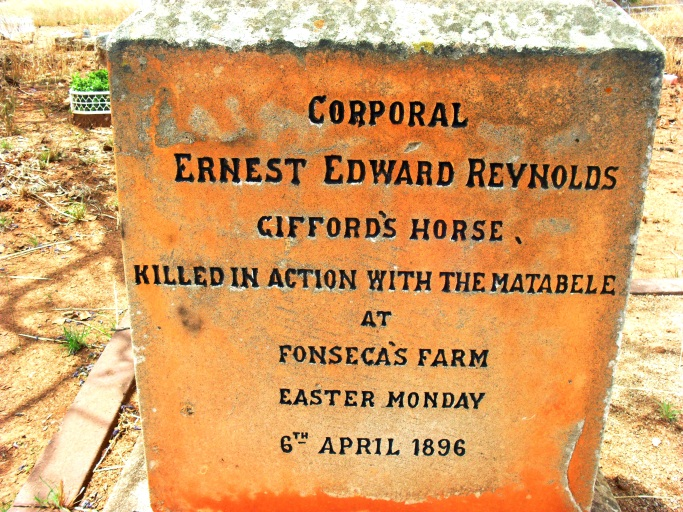 CORPORAL
ERNEST EDWARD REYNOLDS
GIFFORD'S HORSE.
KILLED IN ACTION WITH THE MATABELE
AT
FONSECA'S FARM
EASTER MONDAY
6TH APRIL 1896